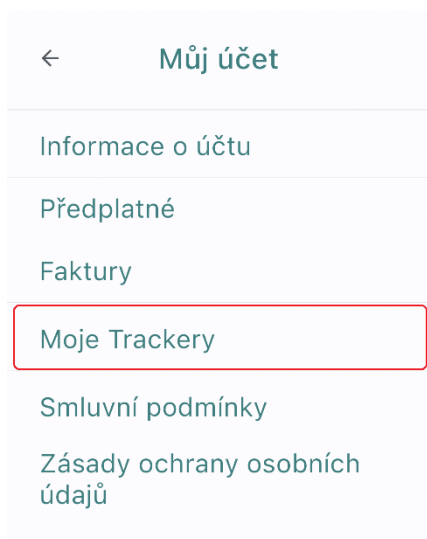 Můj účet
Informace o účtu
Předplatné
Faktury
Moje Trackery
Smluvní podmínky
Zásady ochrany osobních
údajů